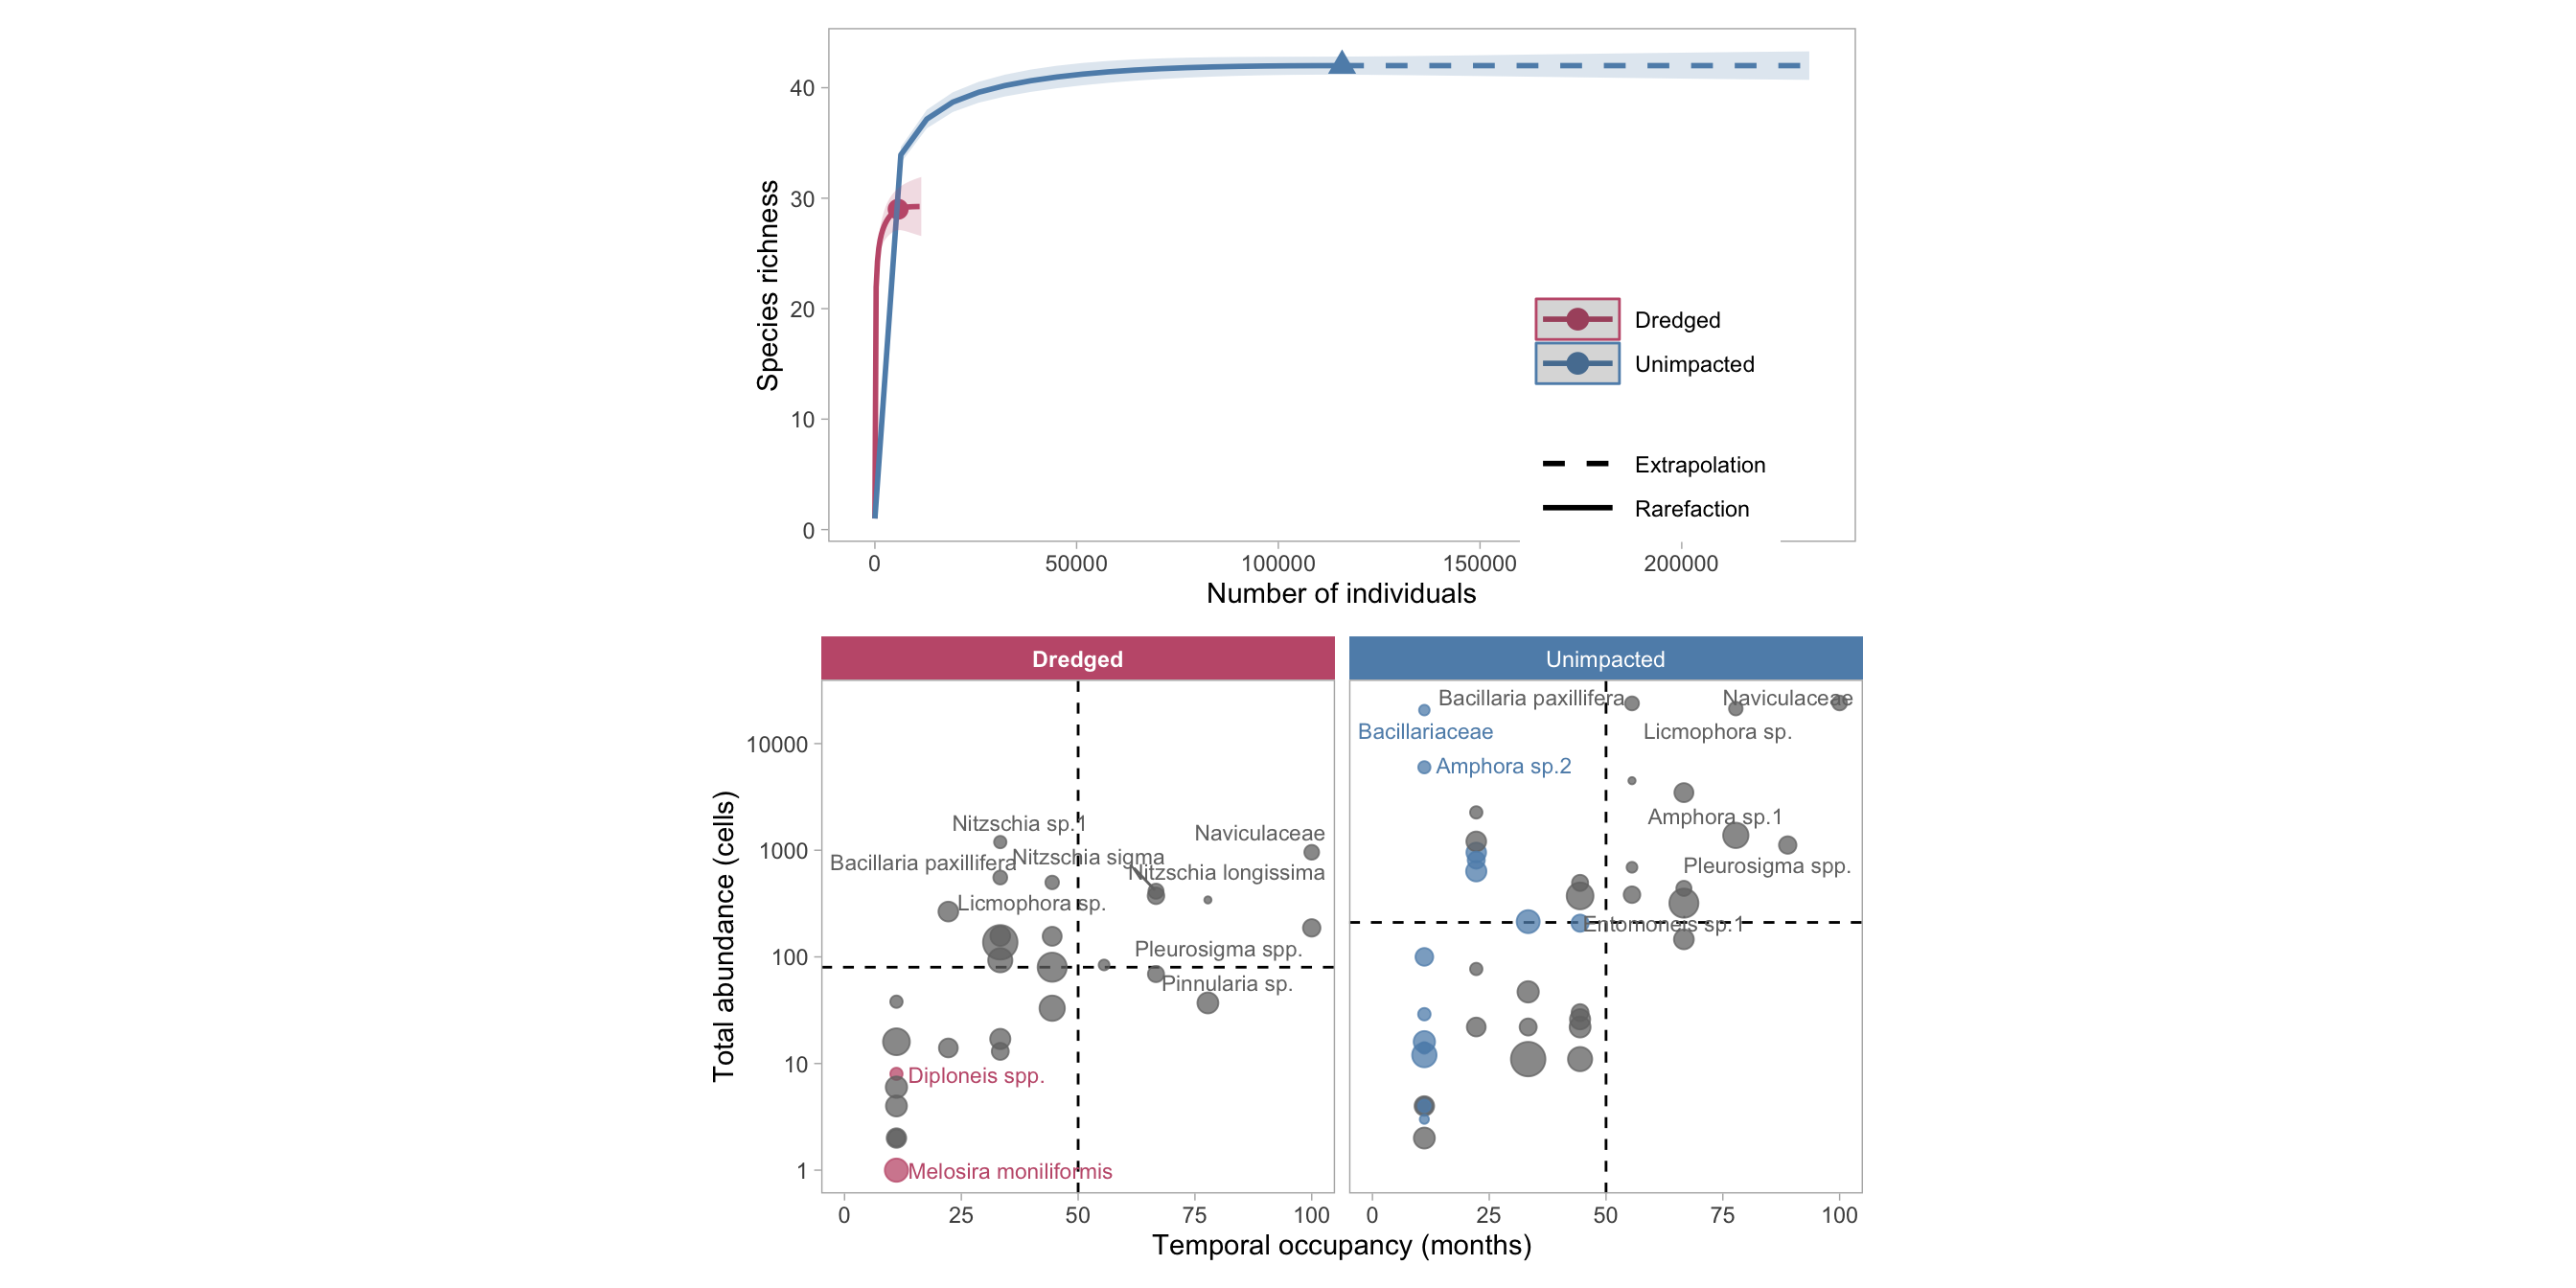 40
30
20
10
0
Species richness
Dredged
Unimpacted
Extrapolation
Rarefaction
0 50000 100000 150000 200000
Number of individuals
Dredged
Unimpacted
10000
1000
100
10
1
Total abundance (cells)
Nitzschia sp.1
Naviculaceae
Bacillaria paxillifera
Nitzschia sigma
Nitzschia longissima
Licmophora sp.
Pleurosigma spp.
Pinnularia sp.
Diploneis spp.
Melosira moniliformis
Bacillaria paxillifera
Naviculaceae
Bacillariaceae
Licmophora sp.
Amphora sp.2
Amphora sp.1
Pleurosigma spp.
Entomoneis sp.1
0 25 50 75 100
0 25 50 75 100
Temporal occupancy (months)